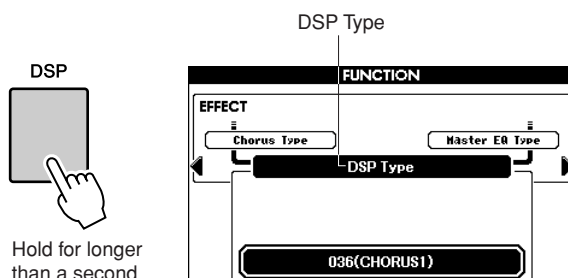 DSP Type
DSP
FUNCTION
EFFECT
Chorus Type
Master EQ Type
DSP Type
036(CHORUS1)
Hold for longer
than a second